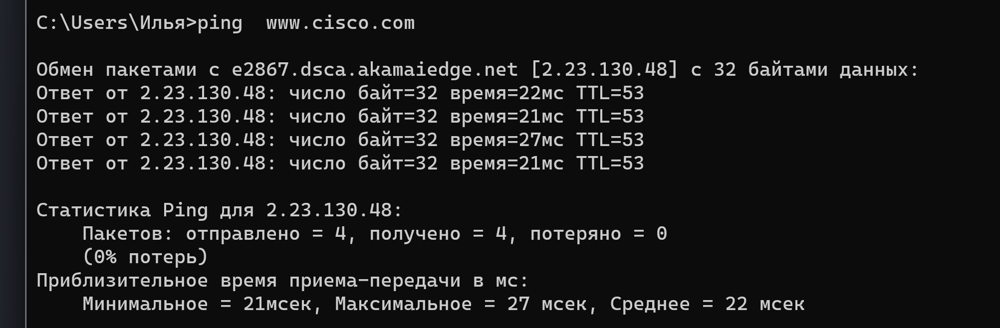 C:\Users\Илья>ping  www.cisco.com
Обмен пакетами с e2867.dsca.akamaiedge.net [2.23.130.48] с 32 байтами данных:
Ответ от 2.23.130.48: число байт=32 время=22мс TTL=53
Ответ от 2.23.130.48: число байт=32 время=21мс TTL=53
Ответ от 2.23.130.48: число байт=32 время=27мс TTL=53
Ответ от 2.23.130.48: число байт=32 время=21мс TTL=53
Статистика Ping для 2.23.130.48:
    Пакетов: отправлено = 4, получено = 4, потеряно = 0
    (0% потерь)
Приблизительное время приема-передачи в мс:
    Минимальное = 21мсек, Максимальное = 27 мсек, Среднее = 22 мсек